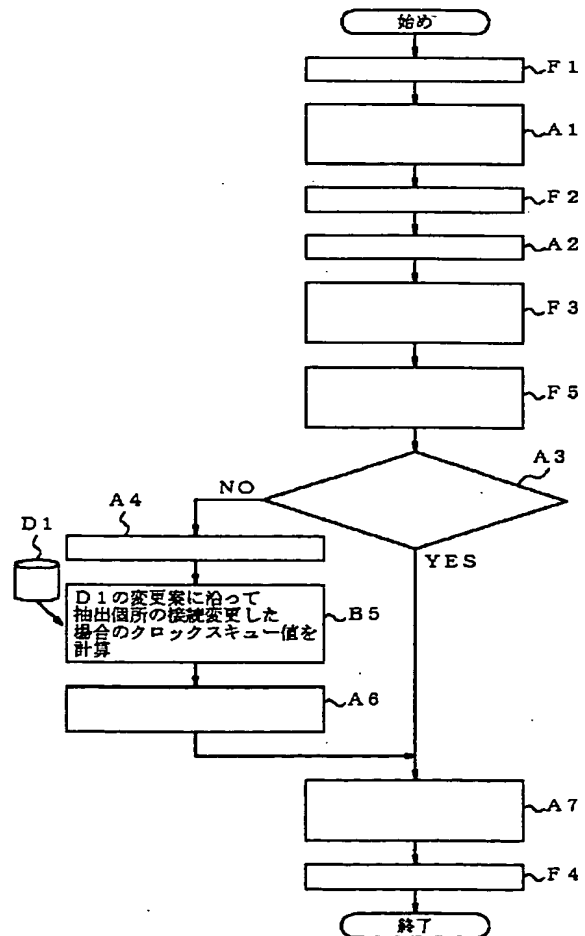 始め
F1
A1
F2
A2
F3
F5
A3
NO
YES
A4
D1
D1の変更案に沿って
抽出個所の接続変更した
場合のクロックスキュー値を
計算
B5
A6
A7
F4
終了